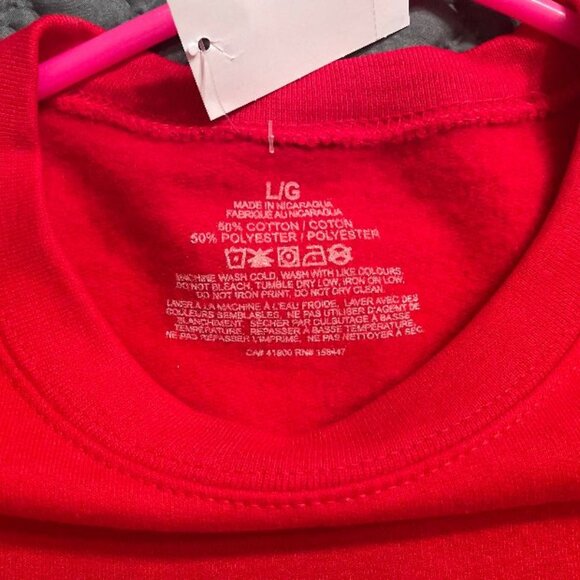 L/G
MADE IN NICARAGUA
FABRIQUE AU NICARAGUA
50% COTTON / COTON
50% POLYESTER / POLYESTER
MACHINE WASH COLD, WASH WITH LIKE COLOURS.
DO NOT BLEACH, TUMBLE DRY LOW, IRON ON LOW.
DO NOT IRON PRINT, DO NOT DRY CLEAN.
LAVER A LA MACHINE À L'EAU FROIDE, LAVER AVEC DES
COULEURS SEMBLABLES, NE PAS UTILISER D'AGENT DE
BLANCHIMENT, SÉCHER PAR CULBUTAGE À BASSE
TEMPÉRATURE, REPASSER À BASSE TEMPÉRATURE,
NE PAS REPASSER L'IMPRIMÉ, NE PAS NETTOYER À SEC.
CA# 41800 RN# 158447